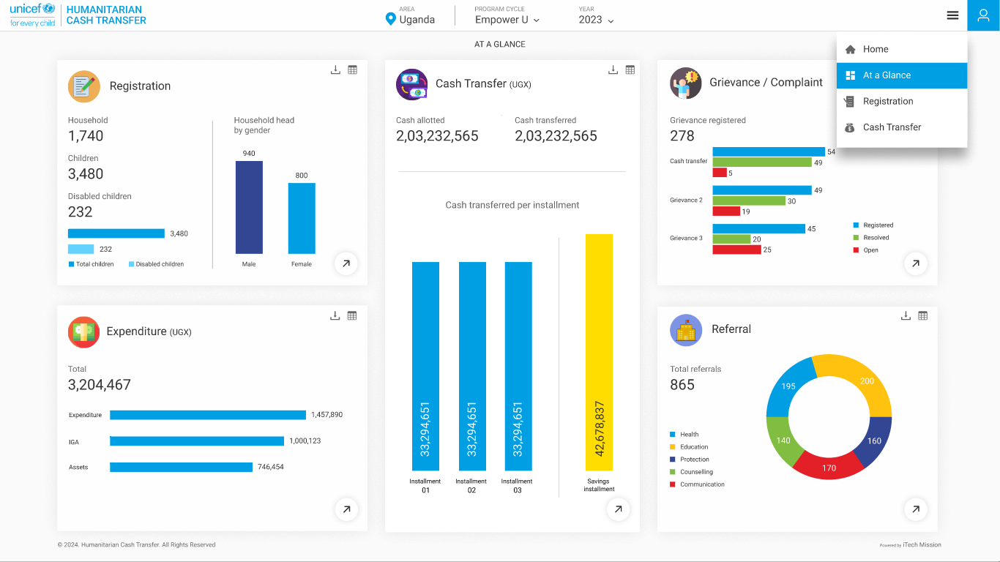 unicef
for every child
HUMANITARIAN
CASH TRANSFER
AREA
Uganda
PROGRAM CYCLE
Empower U
YEAR
2023
Home
At a Glance
Registration
Cash Transfer
AT A GLANCE
Registration
Household
1,740
Children
3,480
Disabled children
232
3,480
232
Total children
Disabled children
Household head
by gender
940
800
Male
Female
Cash Transfer (UGX)
Cash allotted
2,03,232,565
Cash transferred
2,03,232,565
Cash transferred per installment
33,294,651
33,294,651
33,294,651
42,678,837
Installment
01
Installment
02
Installment
03
Savings
installment
Grievance / Complaint
Grievance registered
278
Cash transfer
54
49
5
Grievance 2
49
30
19
Grievance 3
45
20
25
Registered
Resolved
Open
Expenditure (UGX)
Total
3,204,467
Expenditure
1,457,890
IGA
1,000,123
Assets
746,454
Referral
Total referrals
865
195
200
140
160
170
Health
Education
Protection
Counselling
Communication
© 2024. Humanitarian Cash Transfer. All Rights Reserved
Powered by iTech Mission